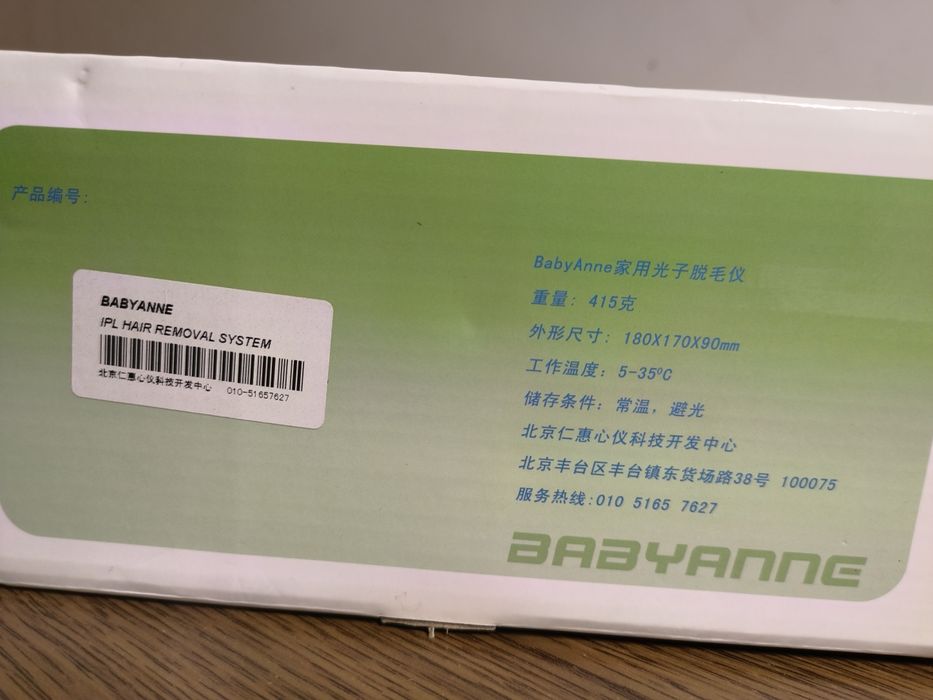 产品编号:
BABYANNE
IPL HAIR REMOVAL SYSTEM
北京仁惠心仪科技开发中心 010-51657627
BabyAnne家用光子脱毛仪
重量: 415克
外形尺寸: 180X170X90mm
工作温度: 5-35ºC
储存条件: 常温, 避光
北京仁惠心仪科技开发中心
北京丰台区丰台镇东货场路38号 100075
服务热线:010 5165 7627
BABYANNE